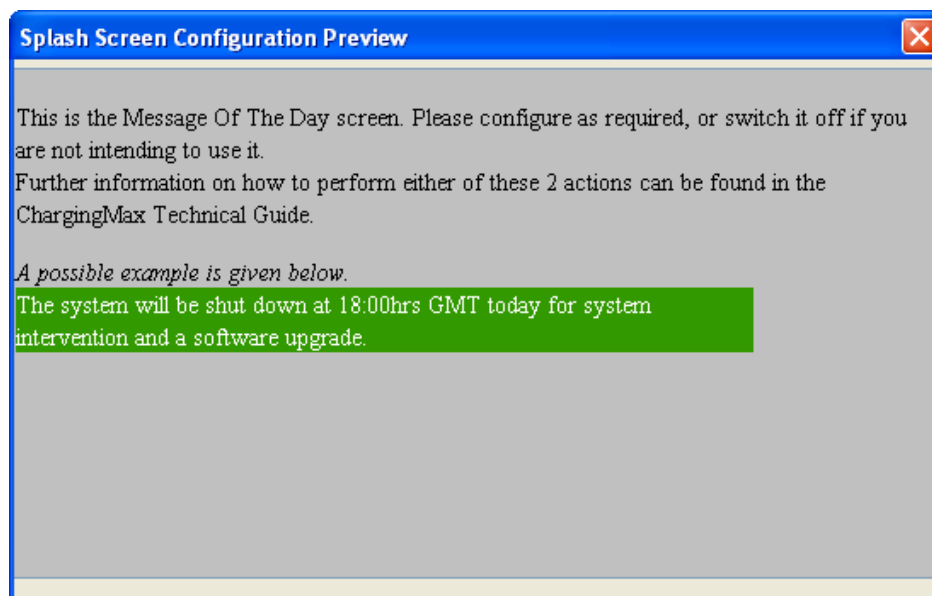 Splash Screen Configuration Preview
This is the Message Of The Day screen. Please configure as required, or switch it off if you
are not intending to use it.
Further information on how to perform either of these 2 actions can be found in the
ChargingMax Technical Guide.
A possible example is given below.
The system will be shut down at 18:00hrs GMT today for system
intervention and a software upgrade.